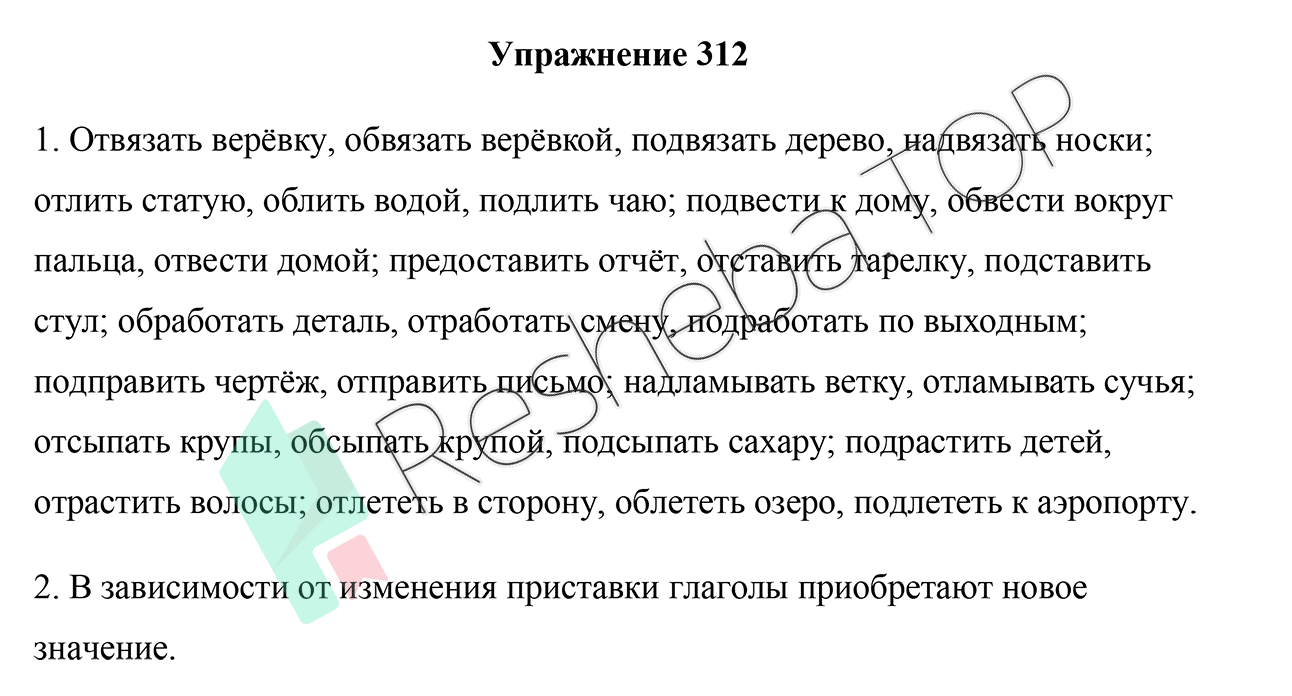 Упражнение 312
1. Отвязать верёвку, обвязать верёвкой, подвязать дерево, надвязать носки;
отлить статую, облить водой, подлить чаю; подвести к дому, обвести вокруг
пальца, отвести домой; предоставить отчёт, отставить тарелку, подставить
стул; обработать деталь, отработать смену, подработать по выходным;
подправить чертёж, отправить письмо; надламывать ветку, отламывать сучья;
отсыпать крупы, обсыпать крупой, подсыпать сахару; подрастить детей,
отрастить волосы; отлететь в сторону, облететь озеро, подлететь к аэропорту.
2. В зависимости от изменения приставки глаголы приобретают новое
значение.
Resheba.TOP